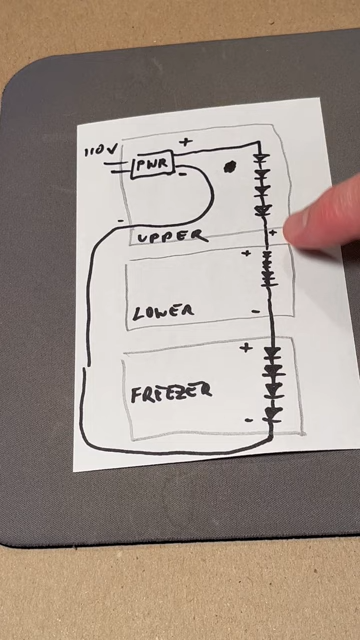 110V
+
PWR
-
-
+
UPPER
+
LOWER
-
+
FREEZER
-